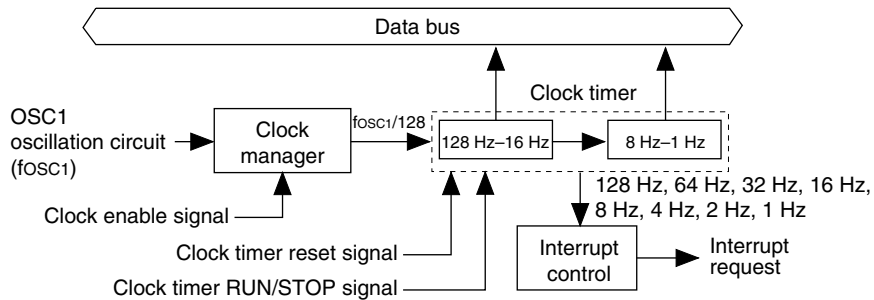 Data bus
Clock timer
OSC1
oscillation circuit
(fOSC1)
Clock
manager
fOSC1/128
128 Hz–16 Hz
8 Hz–1 Hz
128 Hz, 64 Hz, 32 Hz, 16 Hz,
8 Hz, 4 Hz, 2 Hz, 1 Hz
Clock enable signal
Clock timer reset signal
Clock timer RUN/STOP signal
Interrupt
control
Interrupt
request